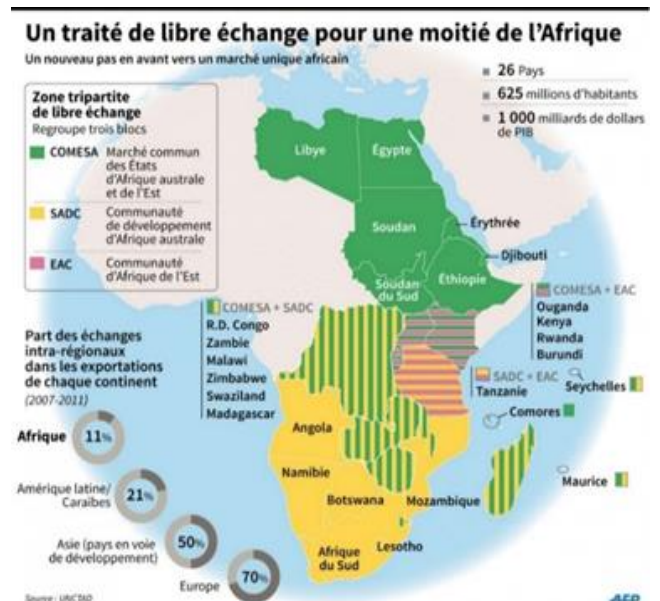 Un traité de libre échange pour une moitié de l'Afrique
Un nouveau pas en avant vers un marché unique africain
26 Pays
625 millions d'habitants
1 000 milliards de dollars
de PIB
Zone tripartite
de libre échange
Regroupe trois blocs
COMESA Marché commun
des États
d'Afrique australe
et de l'Est
SADC Communauté
de développement
d'Afrique australe
EAC Communauté
d'Afrique de l'Est
Libye
Egypte
Soudan
Érythrée
Djibouti
Ethiopie
Soudan
du Sud
COMESA + EAC
Ouganda
Kenya
Rwanda
Burundi
COMESA + SADC
R.D. Congo
Zambie
Malawi
Zimbabwe
Swaziland
Madagascar
SADC + EAC
Tanzanie
Seychelles
Comores
Maurice
Angola
Namibie
Botswana
Mozambique
Lesotho
Afrique
du Sud
Part des échanges
intra-régionaux
dans les exportations
de chaque continent
(2007-2011)
Afrique
11%
Amérique latine/
Caraïbes
21%
Asie (pays en voie
de développement)
50%
Europe
70%
Source : UNCTAD
AFP